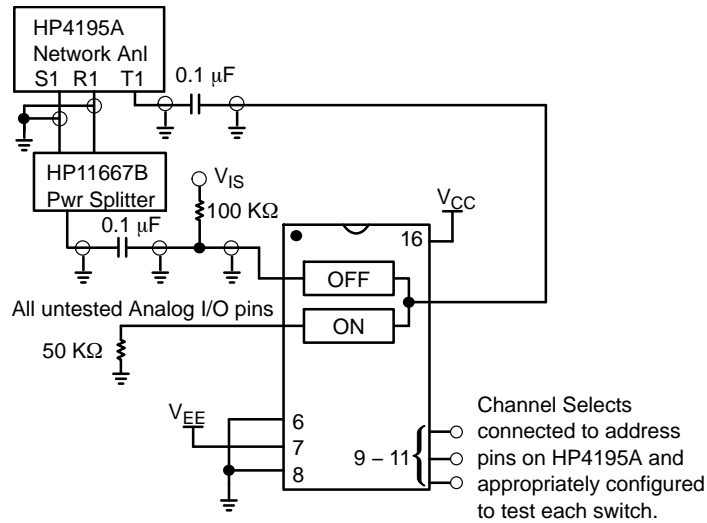 HP4195A
Network Anl
S1 R1 T1
0.1 μF
HP11667B
Pwr Splitter
V_IS
100 KΩ
0.1 μF
V_CC
16
OFF
All untested Analog I/O pins
ON
50 KΩ
V_EE
6
7
8
9 – 11
Channel Selects
connected to address
pins on HP4195A and
appropriately configured
to test each switch.